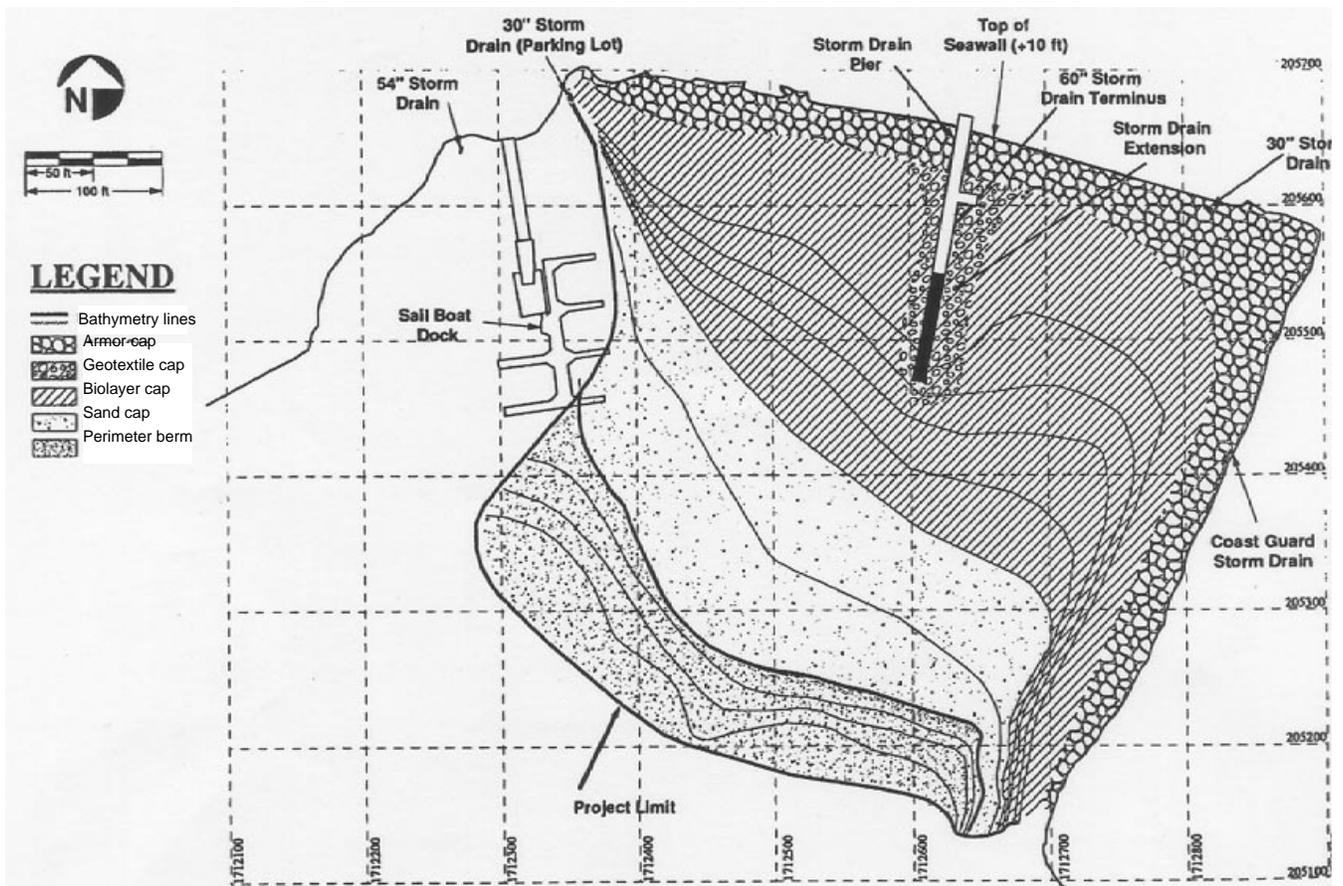 30" Storm
Drain (Parking Lot)
Top of
Seawall (+10 ft)
Storm Drain
Pier
205700
60" Storm
Drain Terminus
54" Storm
Drain
N
Storm Drain
Extension
30" Stor
Drain
50 ft
100 ft
205600
LEGEND
Bathymetry lines
Armor cap
Geotextile cap
Biolayer cap
Sand cap
Perimeter berm
Sail Boat
Dock
205500
205400
Coast Guard
Storm Drain
205300
205200
Project Limit
1712100
1712200
1712300
1712400
1712500
1712600
1712700
1712800
205100